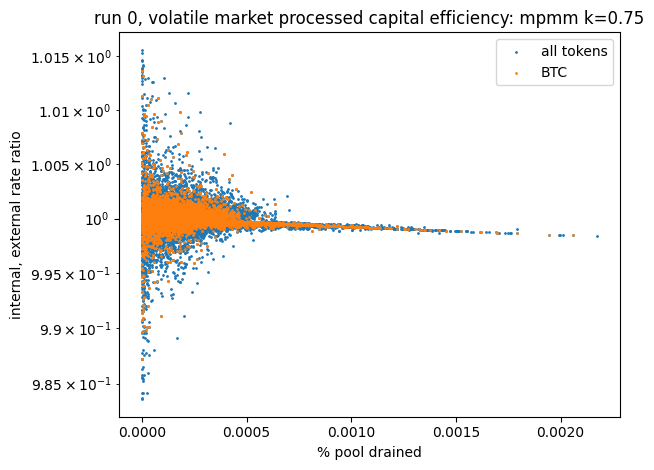 run 0, volatile market processed capital efficiency: mpmm k=0.75
all tokens
BTC
internal, external rate ratio
1.015 × 10⁰
1.01 × 10⁰
1.005 × 10⁰
10⁰
9.95 × 10⁻¹
9.9 × 10⁻¹
9.85 × 10⁻¹
0.0000 0.0005 0.0010 0.0015 0.0020
% pool drained